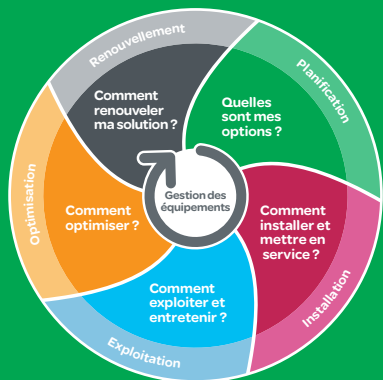 Renouvellement
Comment
renouveler
ma solution ?
Planification
Quelles
sont mes
options ?
Gestion des
équipements
Optimisation
Comment
optimiser ?
Comment
installer et
mettre en
service ?
Installation
Comment
exploiter et
entretenir ?
Exploitation